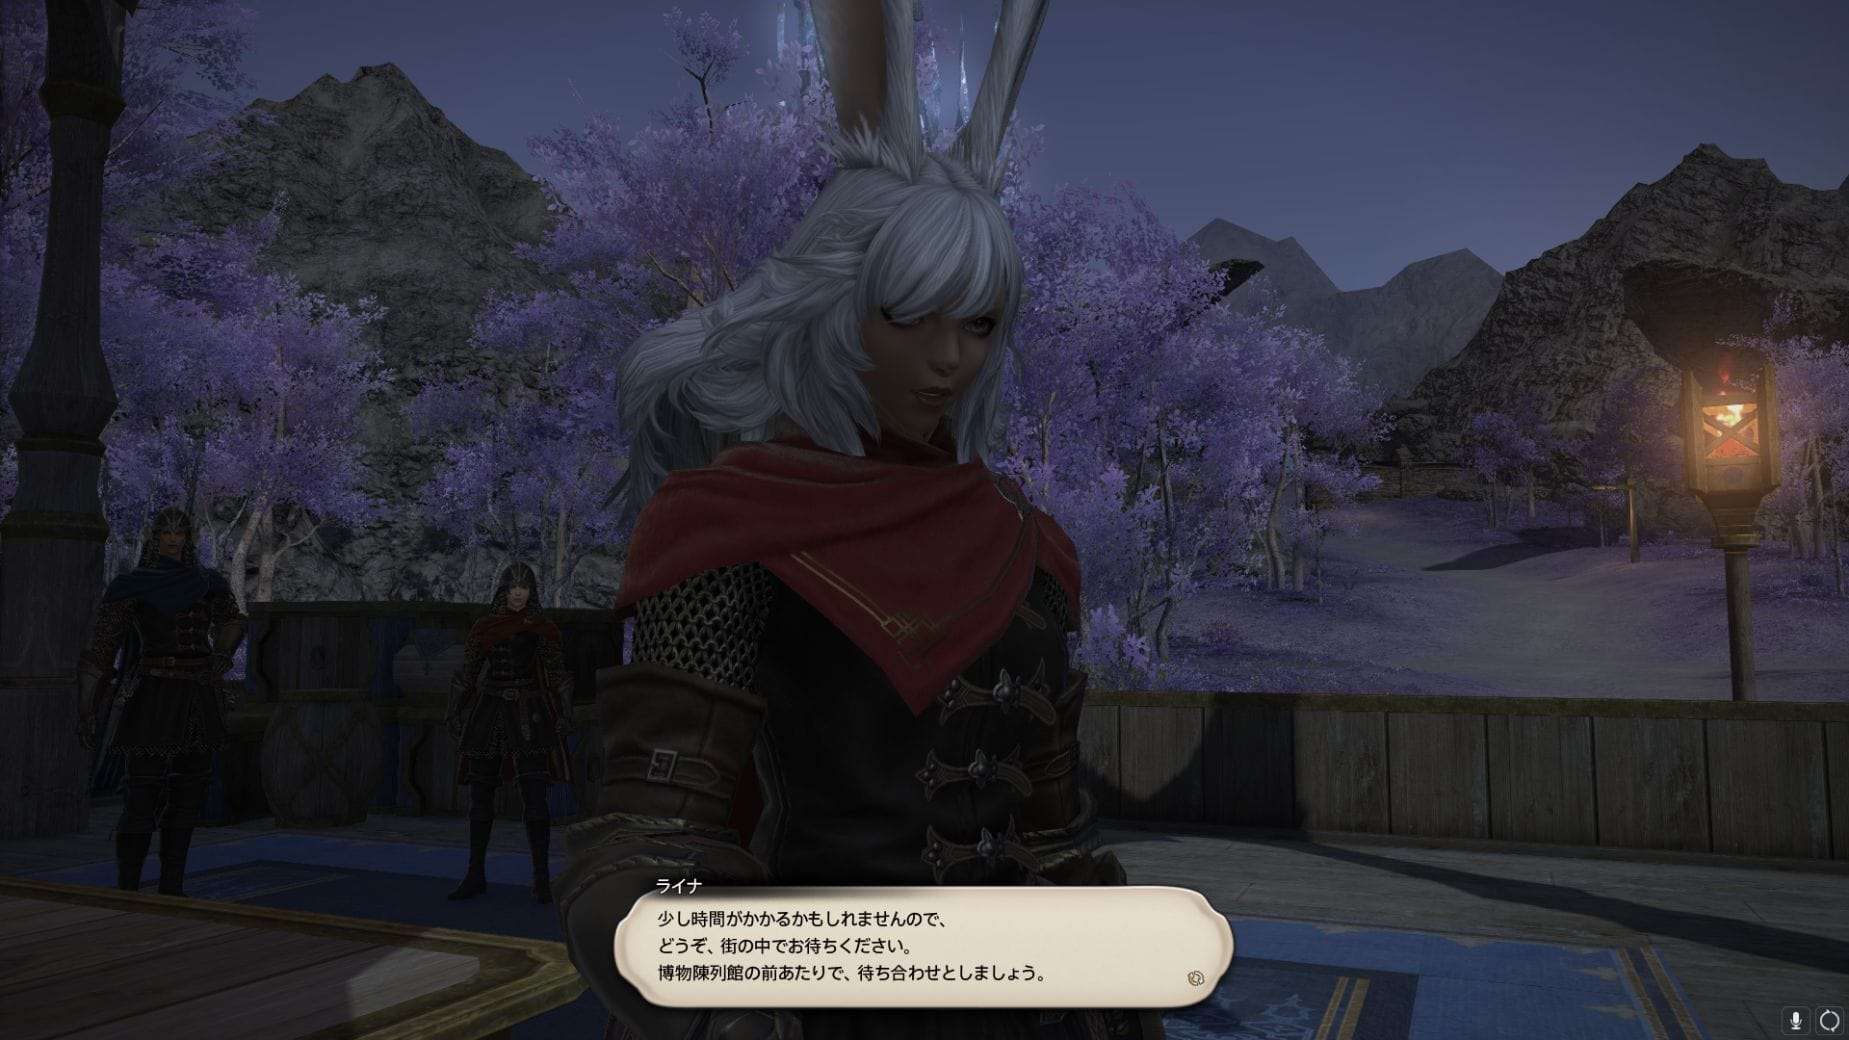 ライナ
少し時間がかかるかもしれませんので、
どうぞ、街の中でお待ちください。
博物陳列館の前あたりで、待ち合わせとしましょう。